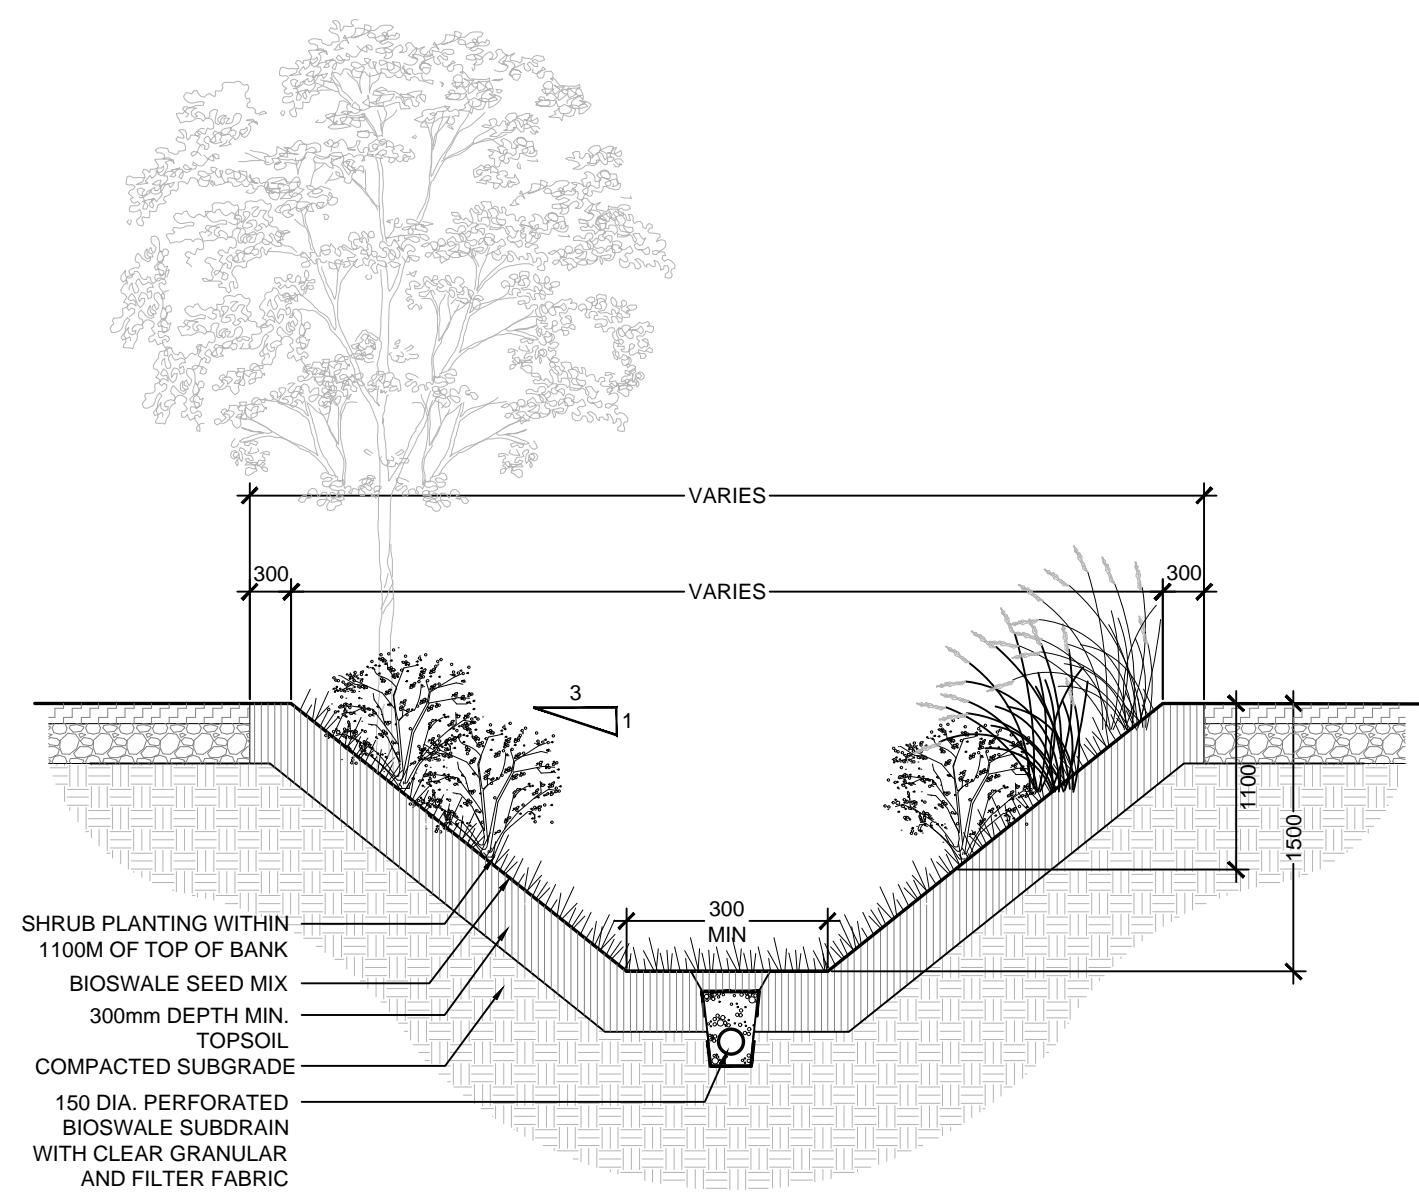 VARIES
300
VARIES
300
3
1
1100
1500
300
MIN
SHRUB PLANTING WITHIN
1100M OF TOP OF BANK
BIOSWALE SEED MIX
300mm DEPTH MIN.
TOPSOIL
COMPACTED SUBGRADE
150 DIA. PERFORATED
BIOSWALE SUBDRAIN
WITH CLEAR GRANULAR
AND FILTER FABRIC